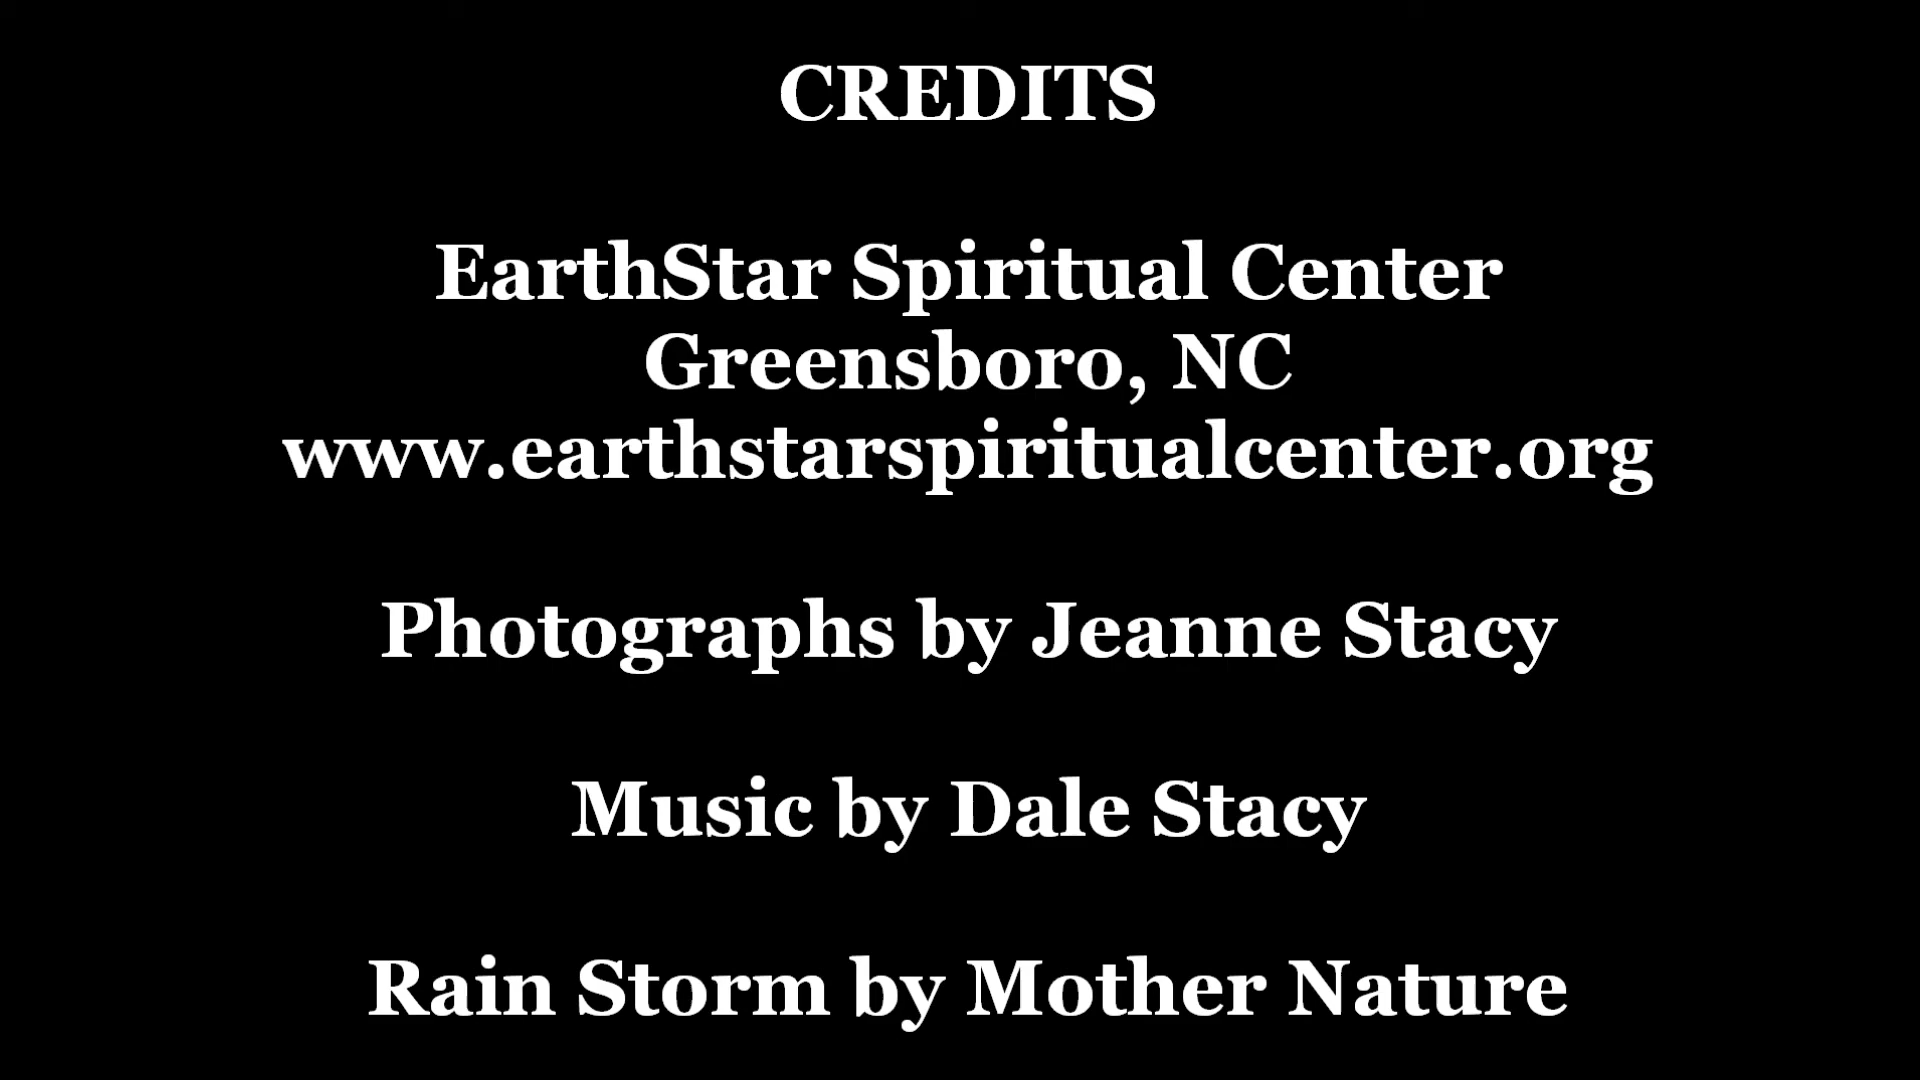 CREDITS
EarthStar Spiritual Center
Greensboro, NC
www.earthstarspiritualcenter.org
Photographs by Jeanne Stacy
Music by Dale Stacy
Rain Storm by Mother Nature